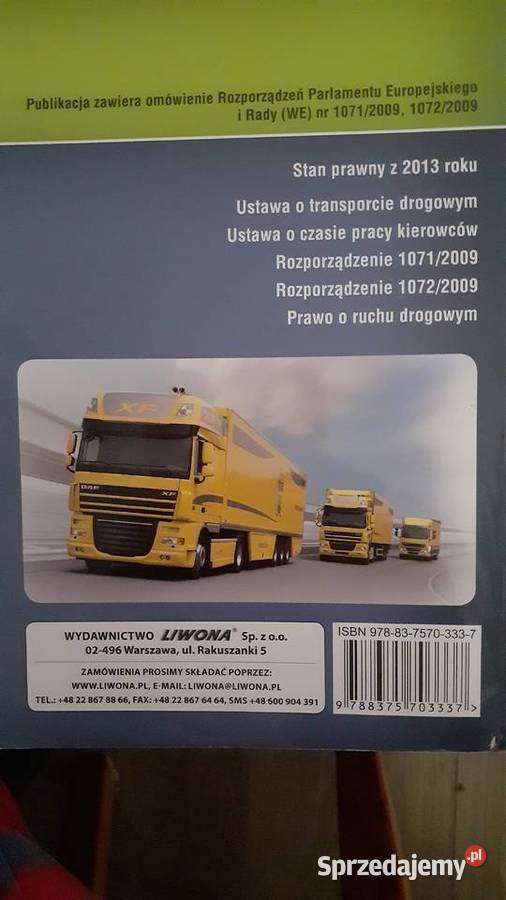 Publikacja zawiera omówienie Rozporządzeń Parlamentu Europejskiego
i Rady (WE) nr 1071/2009, 1072/2009
Stan prawny z 2013 roku
Ustawa o transporcie drogowym
Ustawa o czasie pracy kierowców
Rozporządzenie 1071/2009
Rozporządzenie 1072/2009
Prawo o ruchu drogowym
XF
DAF XF
WYDAWNICTWO LIWONA® Sp. z o.o.
02-496 Warszawa, ul. Rakuszanki 5
ZAMÓWIENIA PROSIMY SKŁADAĆ POPRZEZ:
WWW.LIWONA.PL, E-MAIL: LIWONA@LIWONA.PL
TEL.: +48 22 867 88 66, FAX: +48 22 867 64 64, SMS +48 600 904 391
ISBN 978-83-7570-333-7
9 788375 703337
Sprzedajemy.pl